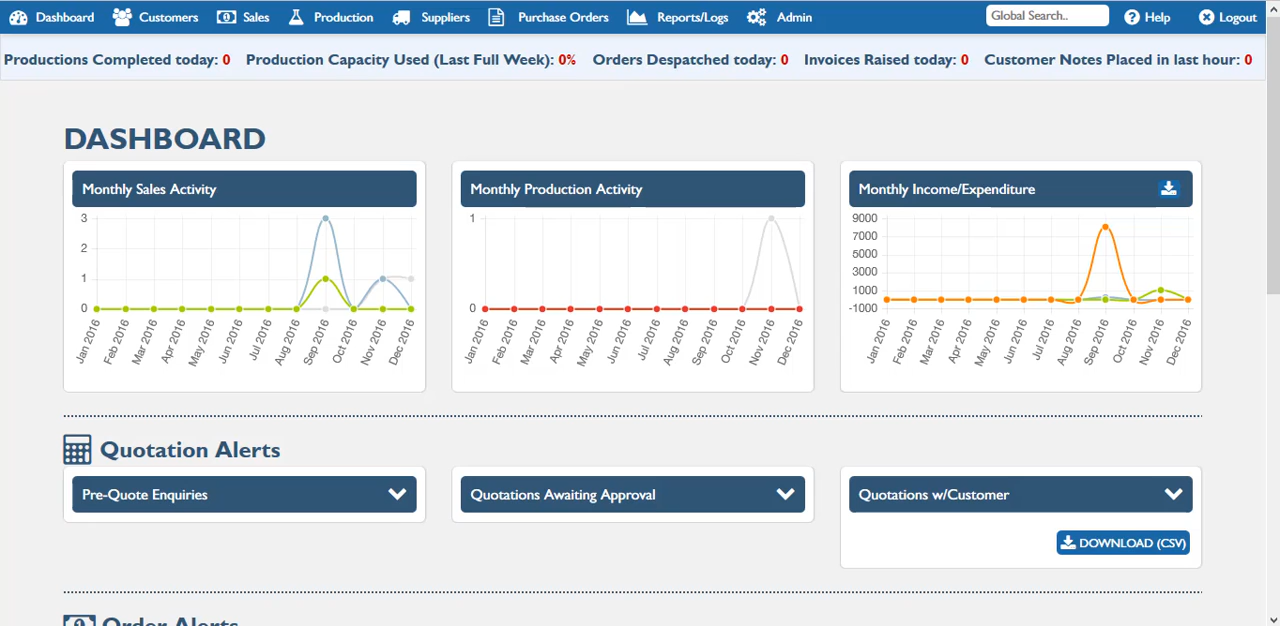 Dashboard Customers Sales Production Suppliers Purchase Orders Reports/Logs Admin Global Search.. Help Logout
Productions Completed today: 0 Production Capacity Used (Last Full Week): 0% Orders Despatched today: 0 Invoices Raised today: 0 Customer Notes Placed in last hour: 0
DASHBOARD
Monthly Sales Activity
3
2
1
0
Jan 2016 Feb 2016 Mar 2016 Apr 2016 May 2016 Jun 2016 Jul 2016 Aug 2016 Sep 2016 Oct 2016 Nov 2016 Dec 2016
Monthly Production Activity
1
0
Jan 2016 Feb 2016 Mar 2016 Apr 2016 May 2016 Jun 2016 Jul 2016 Aug 2016 Sep 2016 Oct 2016 Nov 2016 Dec 2016
Monthly Income/Expenditure
9000
7000
5000
3000
1000
-1000
Jan 2016 Feb 2016 Mar 2016 Apr 2016 May 2016 Jun 2016 Jul 2016 Aug 2016 Sep 2016 Oct 2016 Nov 2016 Dec 2016
Quotation Alerts
Pre-Quote Enquiries
Quotations Awaiting Approval
Quotations w/Customer
DOWNLOAD (CSV)
Order Alerts